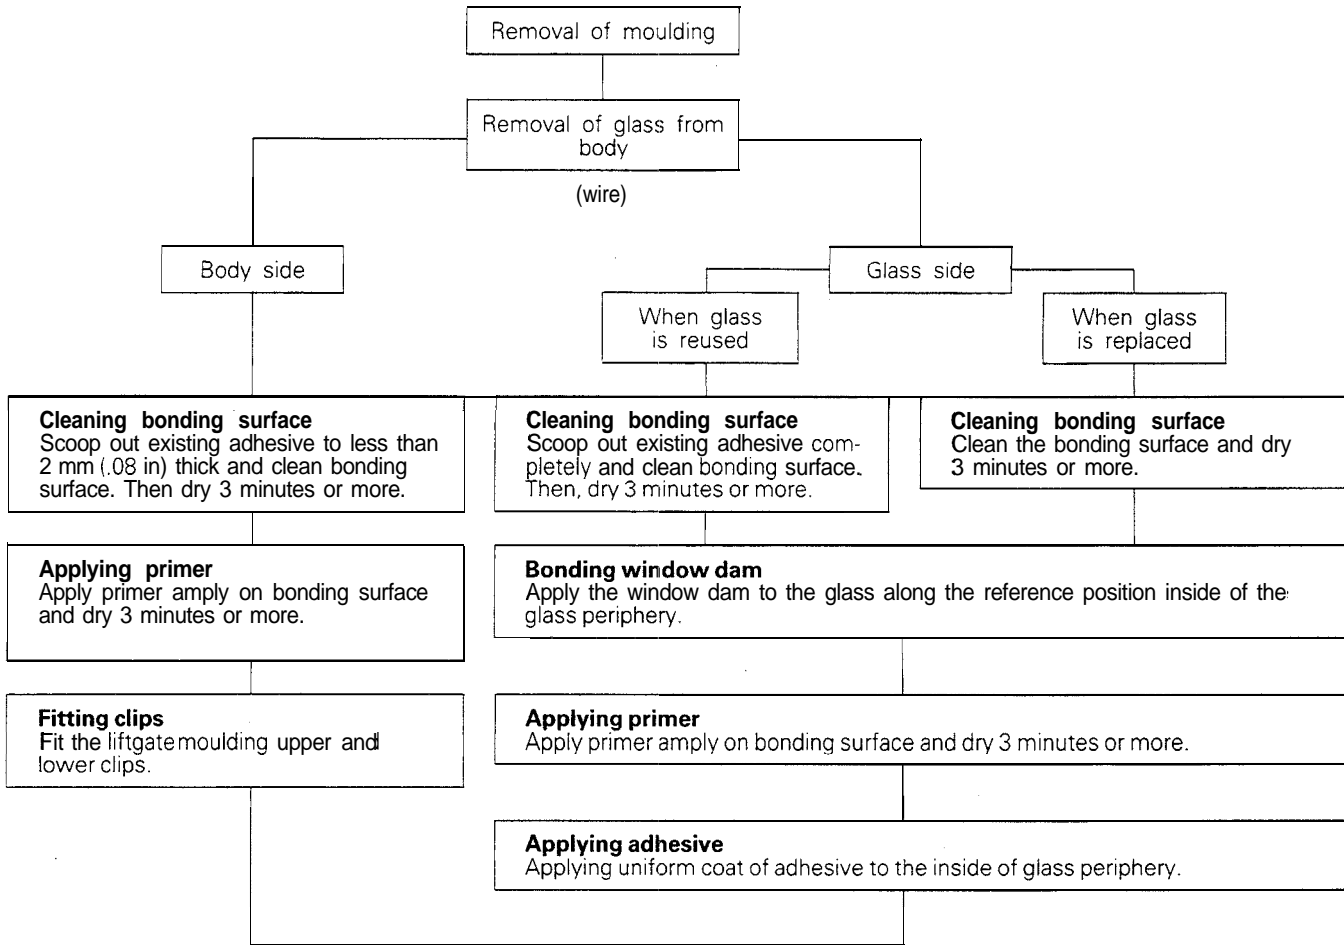 Removal of moulding
Removal of glass from
body
(wire)
Body side
Glass side
When glass
is reused
When glass
is replaced
Cleaning bonding surface
Scoop out existing adhesive to less than
2 mm (.08 in) thick and clean bonding
surface. Then dry 3 minutes or more.
Cleaning bonding surface
Scoop out existing adhesive com-
pletely and clean bonding surface.
Then, dry 3 minutes or more.
Cleaning bonding surface
Clean the bonding surface and dry
3 minutes or more.
Applying primer
Apply primer amply on bonding surface
and dry 3 minutes or more.
Bonding window dam
Apply the window dam to the glass along the reference position inside of the
glass periphery.
Fitting clips
Fit the liftgate moulding upper and
lower clips.
Applying primer
Apply primer amply on bonding surface and dry 3 minutes or more.
Applying adhesive
Applying uniform coat of adhesive to the inside of glass periphery.